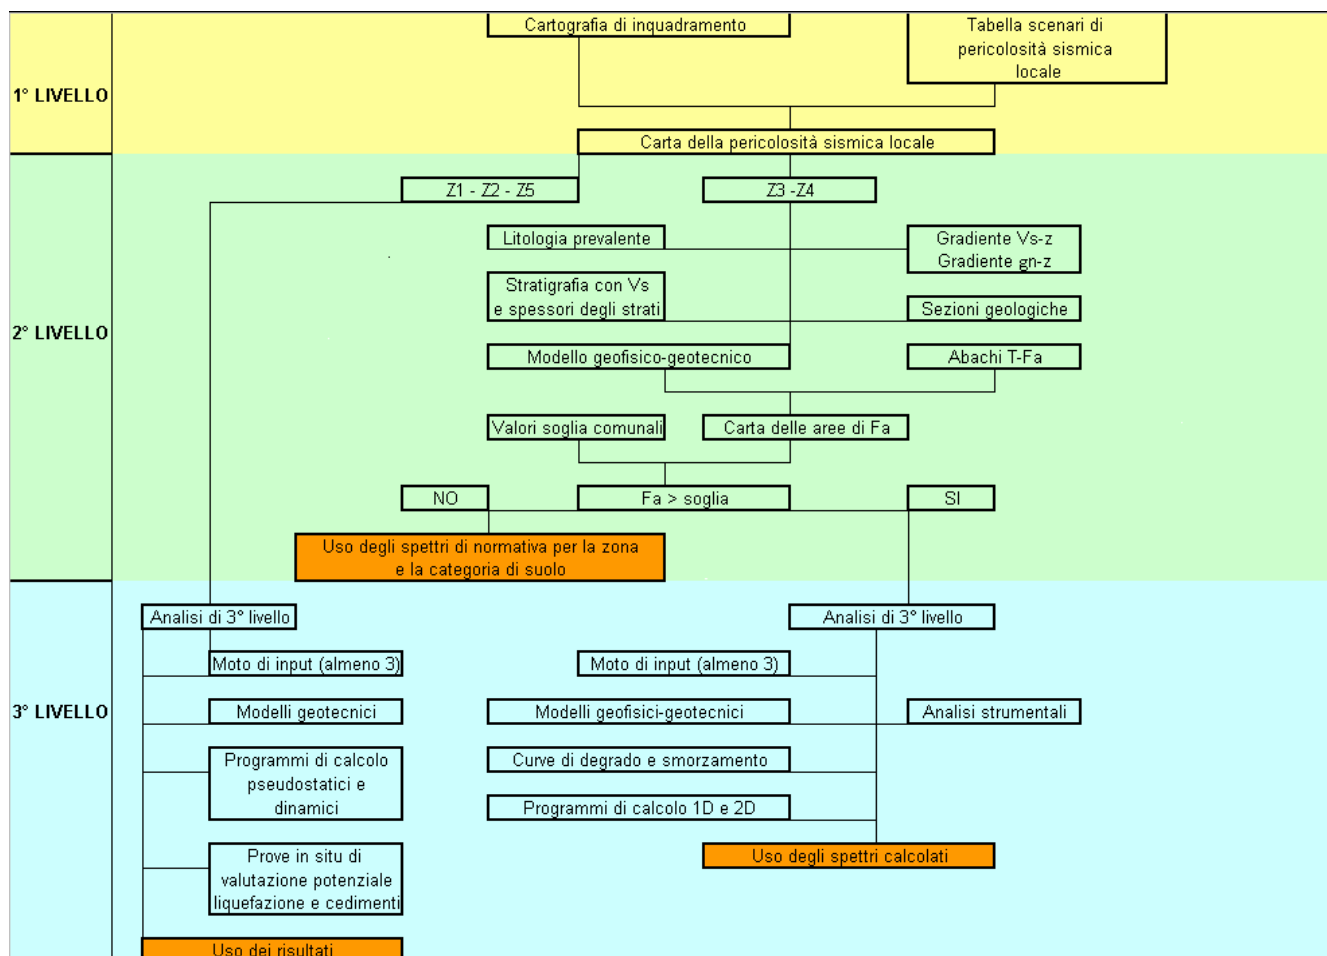 Cartografia di inquadramento
Tabella scenari di
pericolosità sismica
locale
1° LIVELLO
Carta della pericolosità sismica locale
Z1 - Z2 - Z5
Z3 -Z4
Litologia prevalente
Gradiente Vs-z
Gradiente gn-z
Stratigrafia con Vs
e spessori degli strati
Sezioni geologiche
2° LIVELLO
Modello geofisico-geotecnico
Abachi T-Fa
Valori soglia comunali
Carta delle aree di Fa
NO
Fa > soglia
SI
Uso degli spettri di normativa per la zona
e la categoria di suolo
Analisi di 3° livello
Analisi di 3° livello
Moto di input (almeno 3)
Moto di input (almeno 3)
3° LIVELLO
Modelli geotecnici
Modelli geofisici-geotecnici
Analisi strumentali
Programmi di calcolo
pseudostatici e
dinamici
Curve di degrado e smorzamento
Programmi di calcolo 1D e 2D
Prove in situ di
valutazione potenziale
liquefazione e cedimenti
Uso degli spettri calcolati
Uso dei risultati